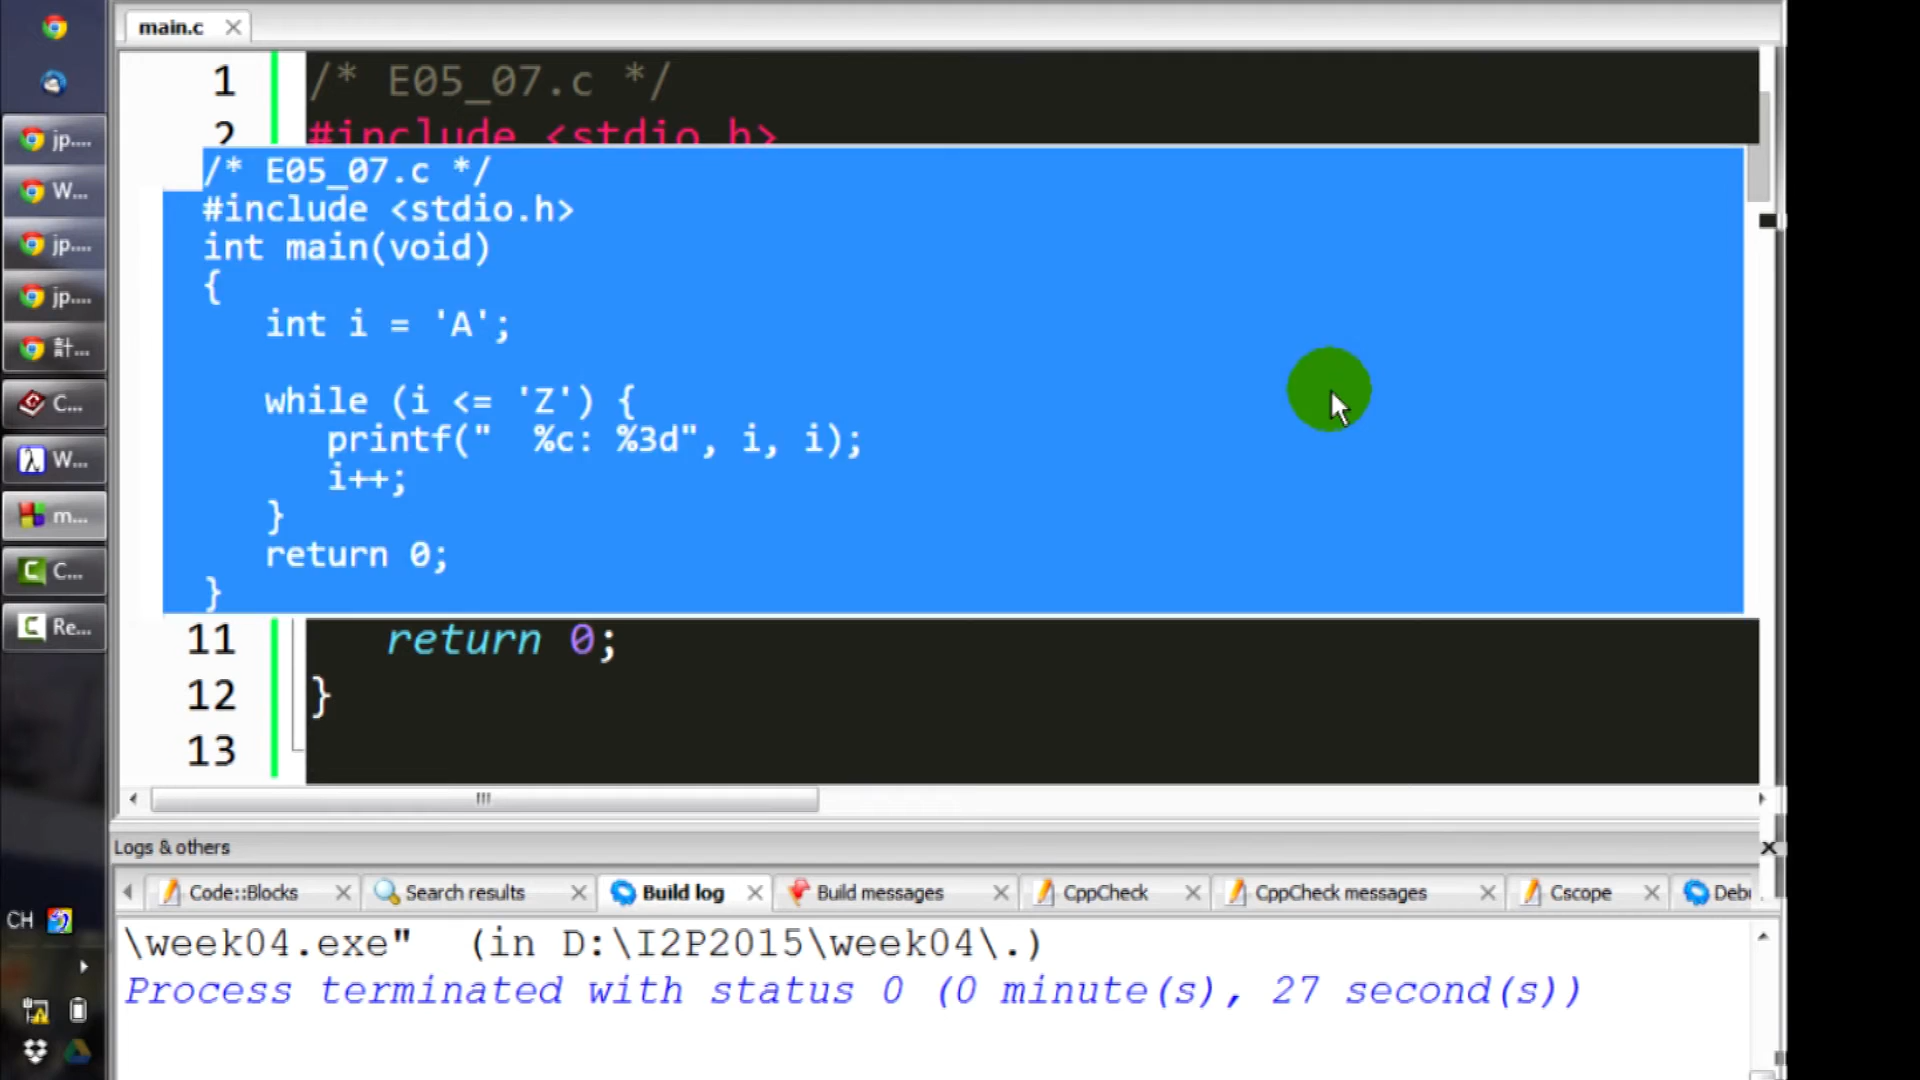 main.c
1 /* E05_07.c */
2 #include <stdio.h>
/* E05_07.c */
#include <stdio.h>
int main(void)
{
int i = 'A';
while (i <= 'Z') {
printf("  %c: %3d", i, i);
i++;
}
return 0;
}
11 return 0;
12 }
13
jp....
W...
jp....
jp....
計...
C...
W...
m...
C...
Re...
CH
Logs & others
Code::Blocks
Search results
Build log
Build messages
CppCheck
CppCheck messages
Cscope
Debu
\week04.exe"  (in D:\I2P2015\week04\.)
Process terminated with status 0 (0 minute(s), 27 second(s))